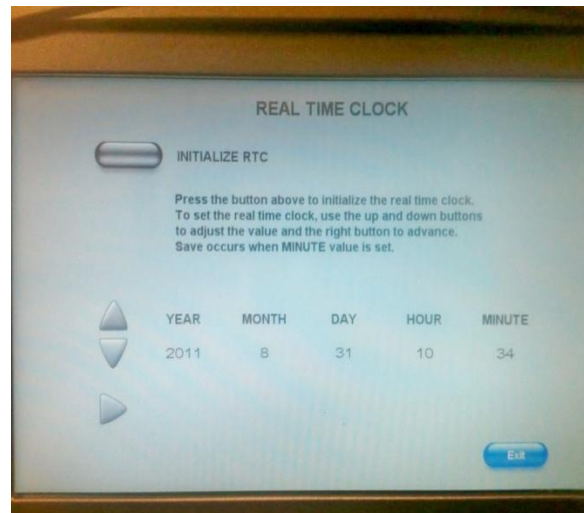 REAL TIME CLOCK
INITIALIZE RTC
Press the button above to initialize the real time clock.
To set the real time clock, use the up and down buttons
to adjust the value and the right button to advance.
Save occurs when MINUTE value is set.
YEAR MONTH DAY HOUR MINUTE
2011 8 31 10 34
Exit